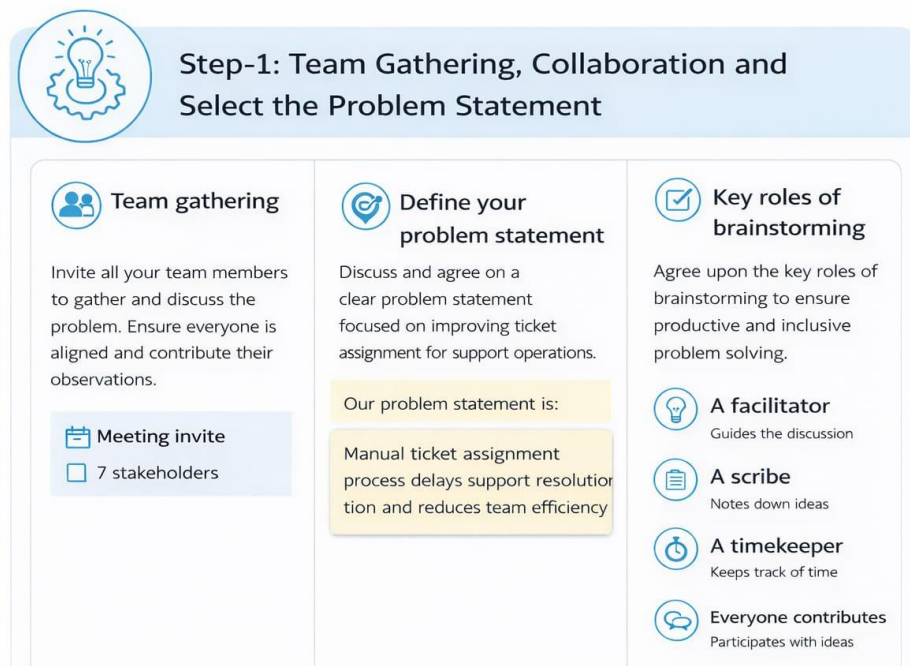 Step-1: Team Gathering, Collaboration and
Select the Problem Statement
Team gathering
Invite all your team members
to gather and discuss the
problem. Ensure everyone is
aligned and contribute their
observations.
Meeting invite
7 stakeholders
Define your
problem statement
Discuss and agree on a
clear problem statement
focused on improving ticket
assignment for support operations.
Our problem statement is:
Manual ticket assignment
process delays support resolution
tion and reduces team efficiency
Key roles of
brainstorming
Agree upon the key roles of
brainstorming to ensure
productive and inclusive
problem solving.
A facilitator
Guides the discussion
A scribe
Notes down ideas
A timekeeper
Keeps track of time
Everyone contributes
Participates with ideas